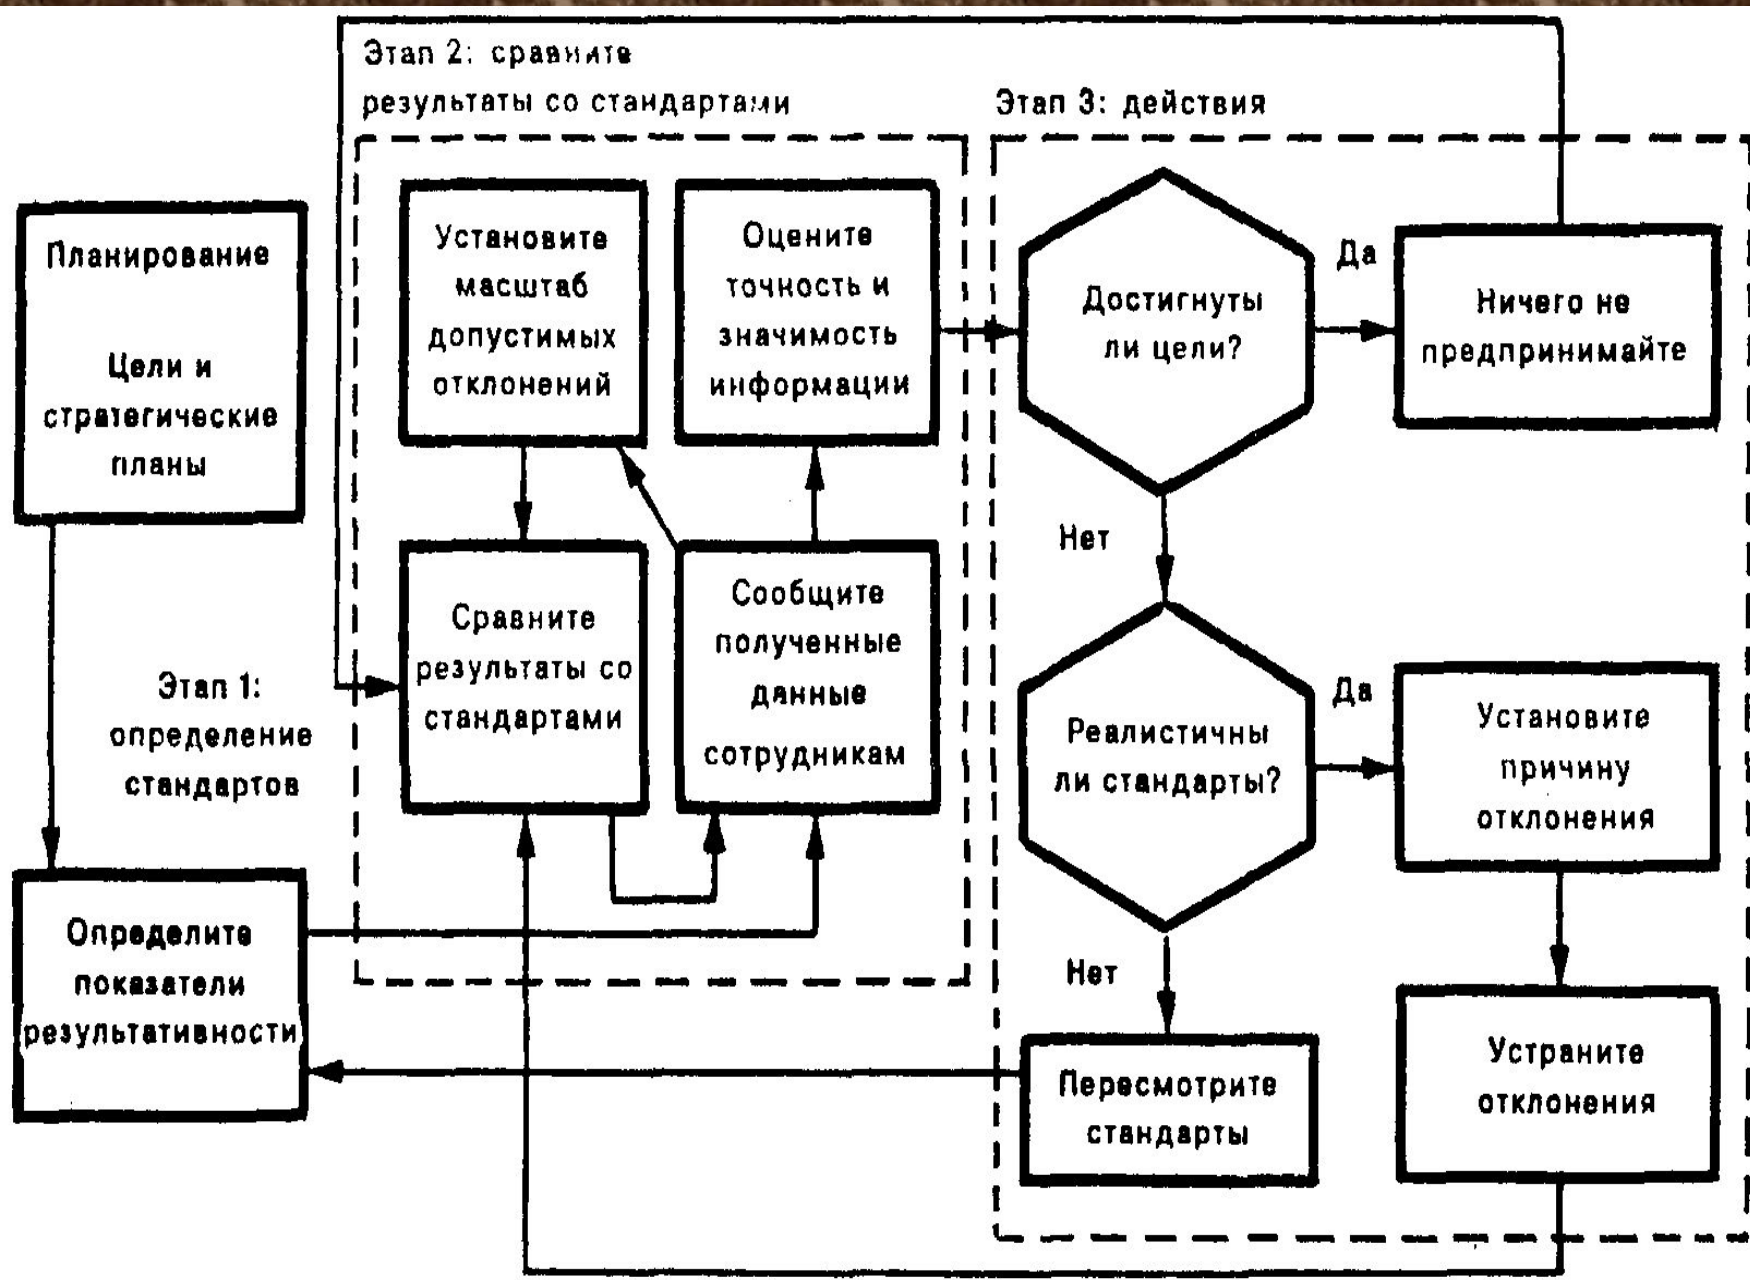 Этап 2: сравните
результаты со стандартами
Этап 3: действия
Планирование
Цели и
стратегические
планы
Этап 1:
определение
стандартов
Определите
показатели
результативности
Установите
масштаб
допустимых
отклонений
Оцените
точность и
значимость
информации
Сравните
результаты со
стандартами
Сообщите
полученные
данные
сотрудникам
Достигнуты
ли цели?
Да
Ничего не
предпринимайте
Нет
Реалистичны
ли стандарты?
Да
Установите
причину
отклонения
Нет
Пересмотрите
стандарты
Устраните
отклонения